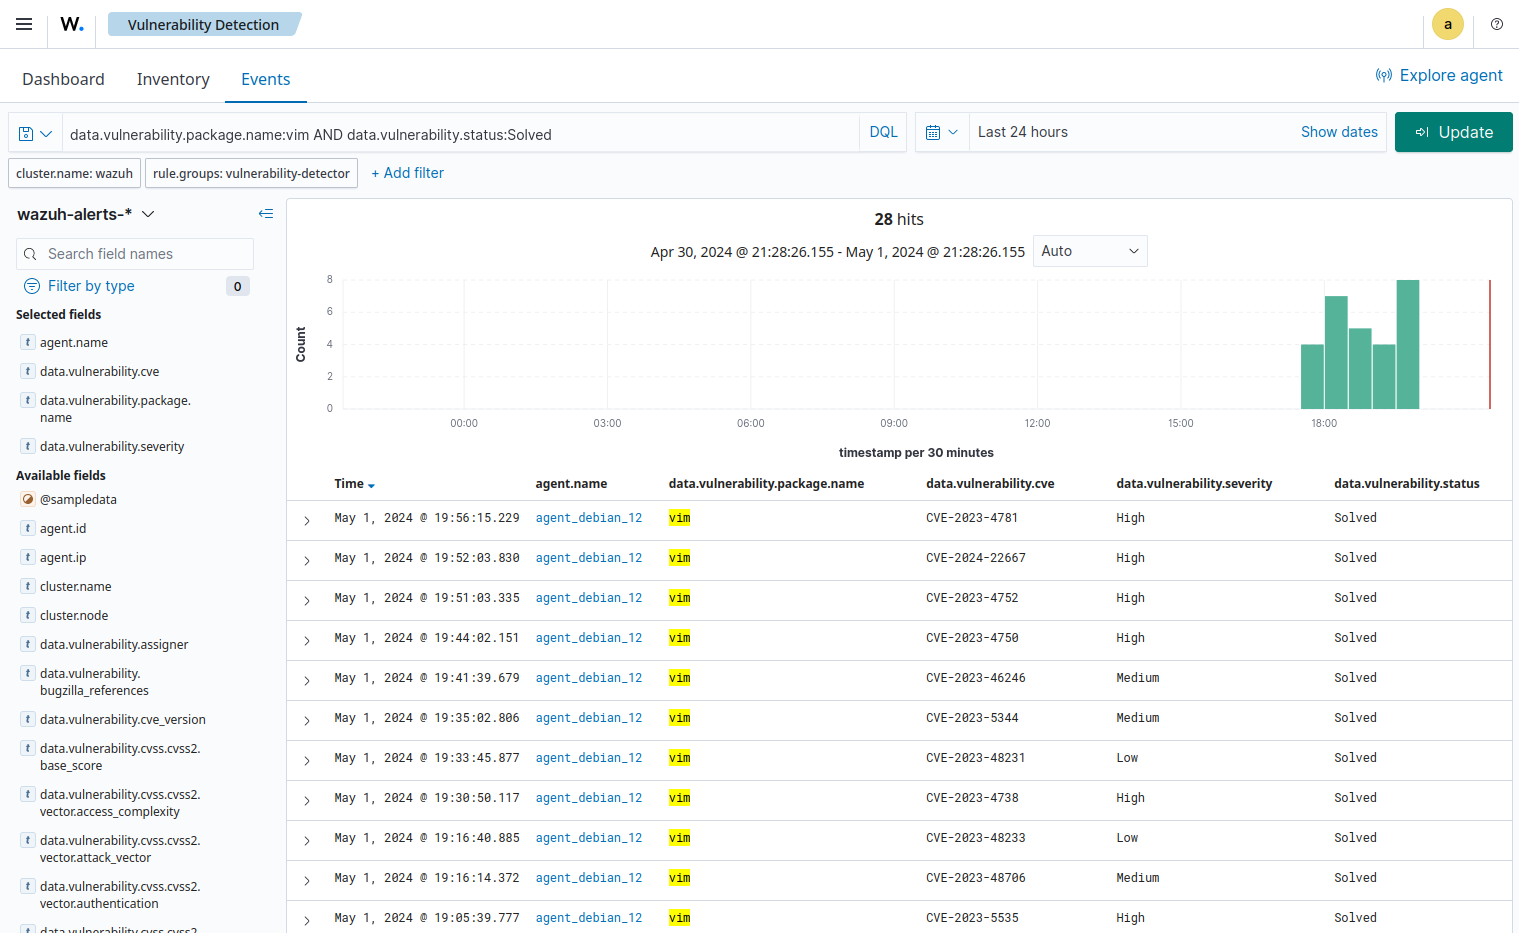 W.
Vulnerability Detection
a
Dashboard
Inventory
Events
Explore agent
data.vulnerability.package.name:vim AND data.vulnerability.status:Solved
DQL
Last 24 hours
Show dates
Update
cluster.name: wazuh
rule.groups: vulnerability-detector
+ Add filter
wazuh-alerts-*
Search field names
Filter by type
0
Selected fields
t agent.name
t data.vulnerability.cve
t data.vulnerability.package.
name
t data.vulnerability.severity
Available fields
@sampledata
t agent.id
t agent.ip
t cluster.name
t cluster.node
t data.vulnerability.assigner
t data.vulnerability.
bugzilla_references
t data.vulnerability.cve_version
t data.vulnerability.cvss.cvss2.
base_score
t data.vulnerability.cvss.cvss2.
vector.access_complexity
t data.vulnerability.cvss.cvss2.
vector.attack_vector
t data.vulnerability.cvss.cvss2.
vector.authentication
data.vulnerability.cvss.cvss2.
28 hits
Apr 30, 2024 @ 21:28:26.155 - May 1, 2024 @ 21:28:26.155
Auto
Count
8
6
4
2
0
00:00 03:00 06:00 09:00 12:00 15:00 18:00
timestamp per 30 minutes
Time agent.name data.vulnerability.package.name data.vulnerability.cve data.vulnerability.severity data.vulnerability.status
May 1, 2024 @ 19:56:15.229 agent_debian_12 vim CVE-2023-4781 High Solved
May 1, 2024 @ 19:52:03.830 agent_debian_12 vim CVE-2024-22667 High Solved
May 1, 2024 @ 19:51:03.335 agent_debian_12 vim CVE-2023-4752 High Solved
May 1, 2024 @ 19:44:02.151 agent_debian_12 vim CVE-2023-4750 High Solved
May 1, 2024 @ 19:41:39.679 agent_debian_12 vim CVE-2023-46246 Medium Solved
May 1, 2024 @ 19:35:02.806 agent_debian_12 vim CVE-2023-5344 Medium Solved
May 1, 2024 @ 19:33:45.877 agent_debian_12 vim CVE-2023-48231 Low Solved
May 1, 2024 @ 19:30:50.117 agent_debian_12 vim CVE-2023-4738 High Solved
May 1, 2024 @ 19:16:40.885 agent_debian_12 vim CVE-2023-48233 Low Solved
May 1, 2024 @ 19:16:14.372 agent_debian_12 vim CVE-2023-48706 Medium Solved
May 1, 2024 @ 19:05:39.777 agent_debian_12 vim CVE-2023-5535 High Solved